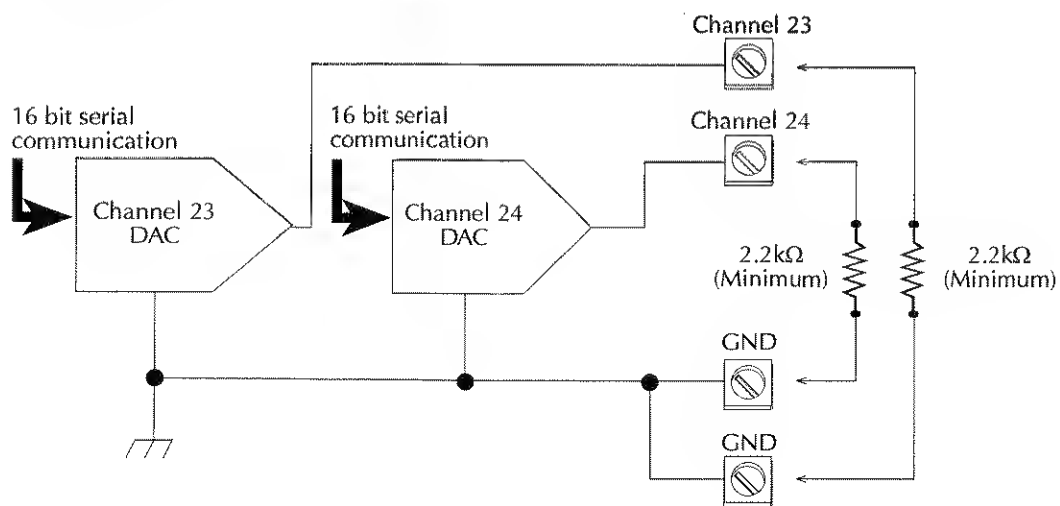 Channel 23
Channel 24
16 bit serial
communication
16 bit serial
communication
Channel 23
DAC
Channel 24
DAC
2.2kΩ
(Minimum)
2.2kΩ
(Minimum)
GND
GND